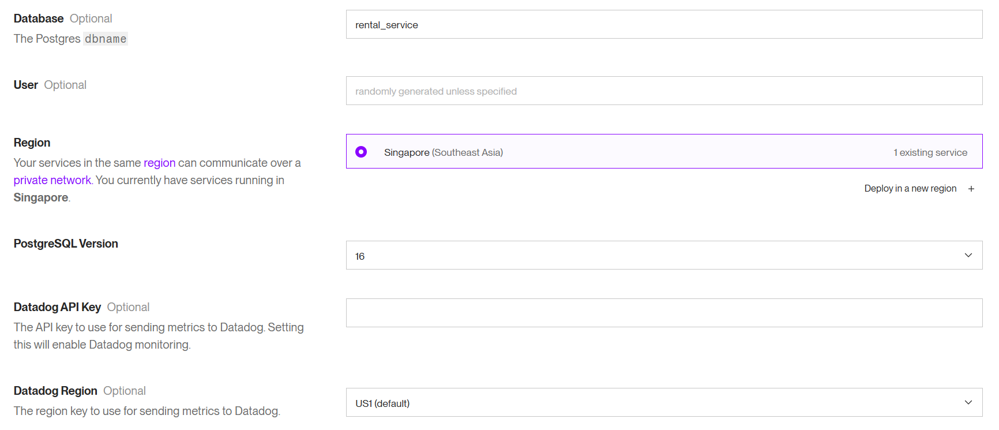 Database Optional
rental_service
The Postgres dbname
User Optional
randomly generated unless specified
Region
Your services in the same region can communicate over a
private network. You currently have services running in
Singapore.
Singapore (Southeast Asia)
1 existing service
Deploy in a new region +
PostgreSQL Version
16
Datadog API Key Optional
The API key to use for sending metrics to Datadog. Setting
this will enable Datadog monitoring.
Datadog Region Optional
The region key to use for sending metrics to Datadog.
US1 (default)